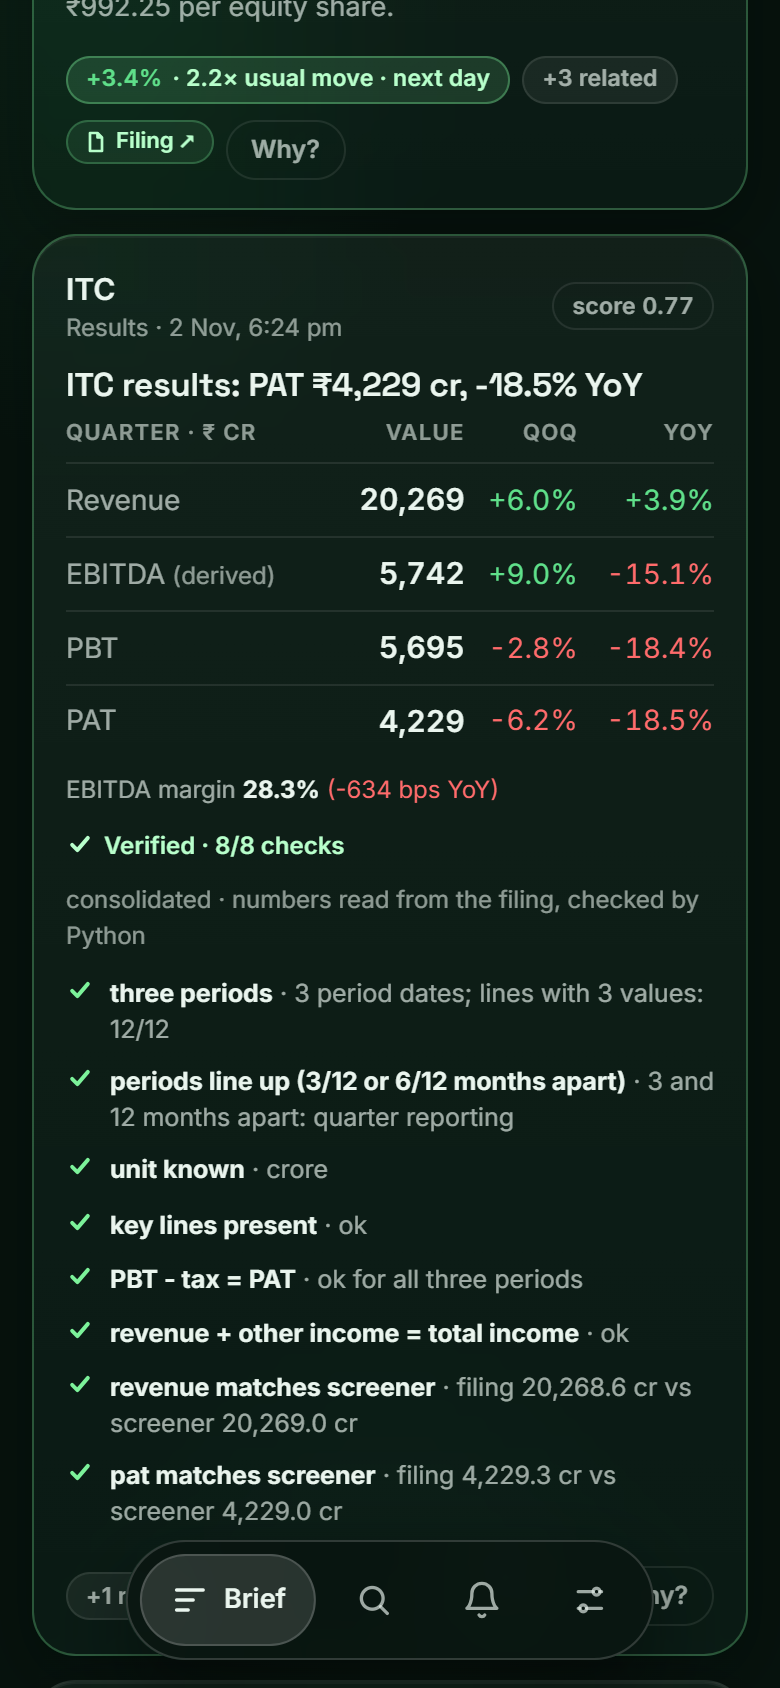 ₹992.25 per equity share.
+3.4% · 2.2× usual move · next day
+3 related
Filing ↗
Why?
ITC
Results · 2 Nov, 6:24 pm
score 0.77
ITC results: PAT ₹4,229 cr, -18.5% YoY
QUARTER · ₹ CR VALUE QOQ YOY
Revenue 20,269 +6.0% +3.9%
EBITDA (derived) 5,742 +9.0% -15.1%
PBT 5,695 -2.8% -18.4%
PAT 4,229 -6.2% -18.5%
EBITDA margin 28.3% (-634 bps YoY)
✓ Verified · 8/8 checks
consolidated · numbers read from the filing, checked by
Python
✓ three periods · 3 period dates; lines with 3 values:
12/12
✓ periods line up (3/12 or 6/12 months apart) · 3 and
12 months apart: quarter reporting
✓ unit known · crore
✓ key lines present · ok
✓ PBT - tax = PAT · ok for all three periods
✓ revenue + other income = total income · ok
✓ revenue matches screener · filing 20,268.6 cr vs
screener 20,269.0 cr
✓ pat matches screener · filing 4,229.3 cr vs
screener 4,229.0 cr
+1
Brief